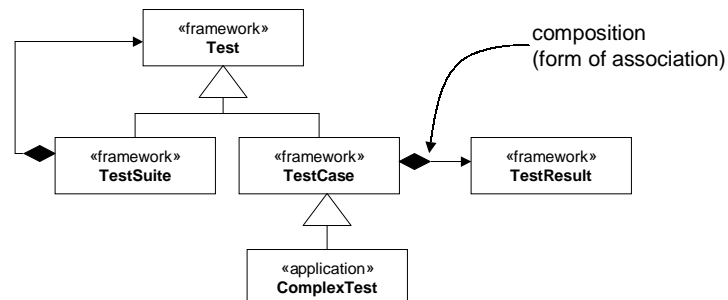 «framework»
Test
composition
(form of association)
«framework»
TestSuite
«framework»
TestCase
«framework»
TestResult
«application»
ComplexTest